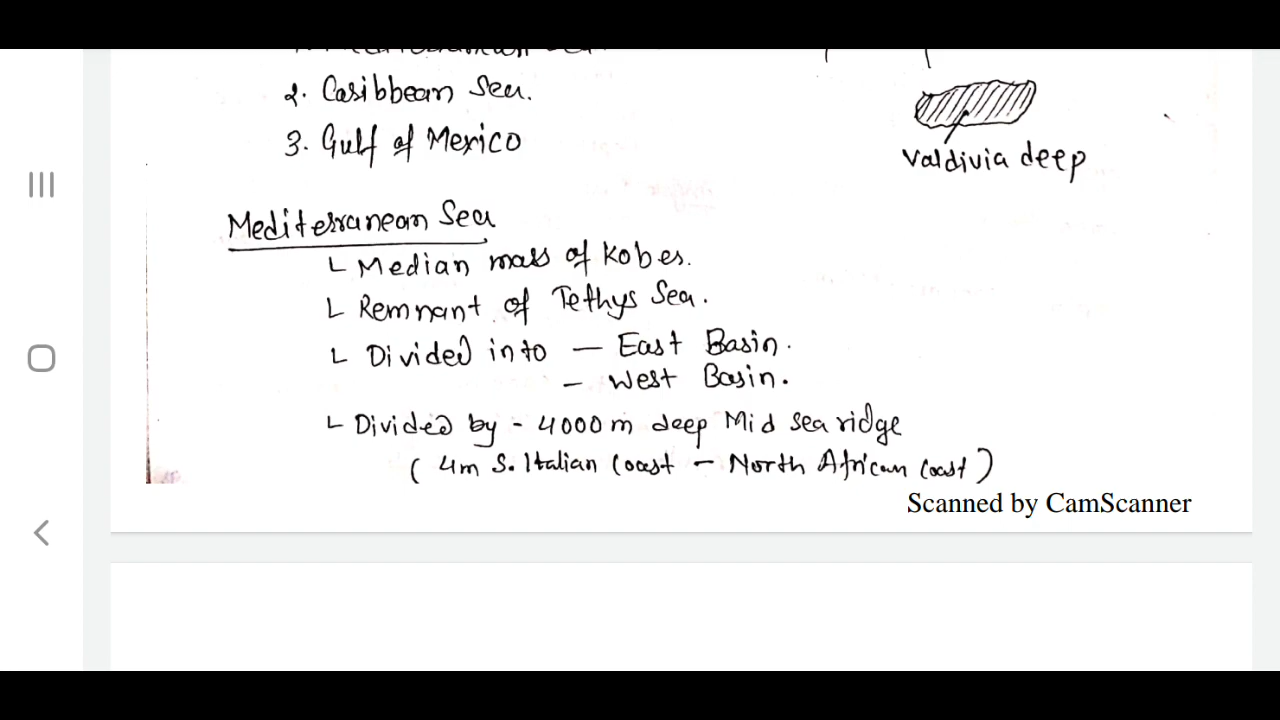 2. Caribbean Sea.
3. Gulf of Mexico
Valdivia deep
Mediterranean Sea
Median mass of Kobes.
Remnant of Tethys Sea.
Divided into — East Basin.
— West Basin.
Divided by - 4000m deep Mid sea ridge
( S. Italian Coast — North African Coast )
Scanned by CamScanner